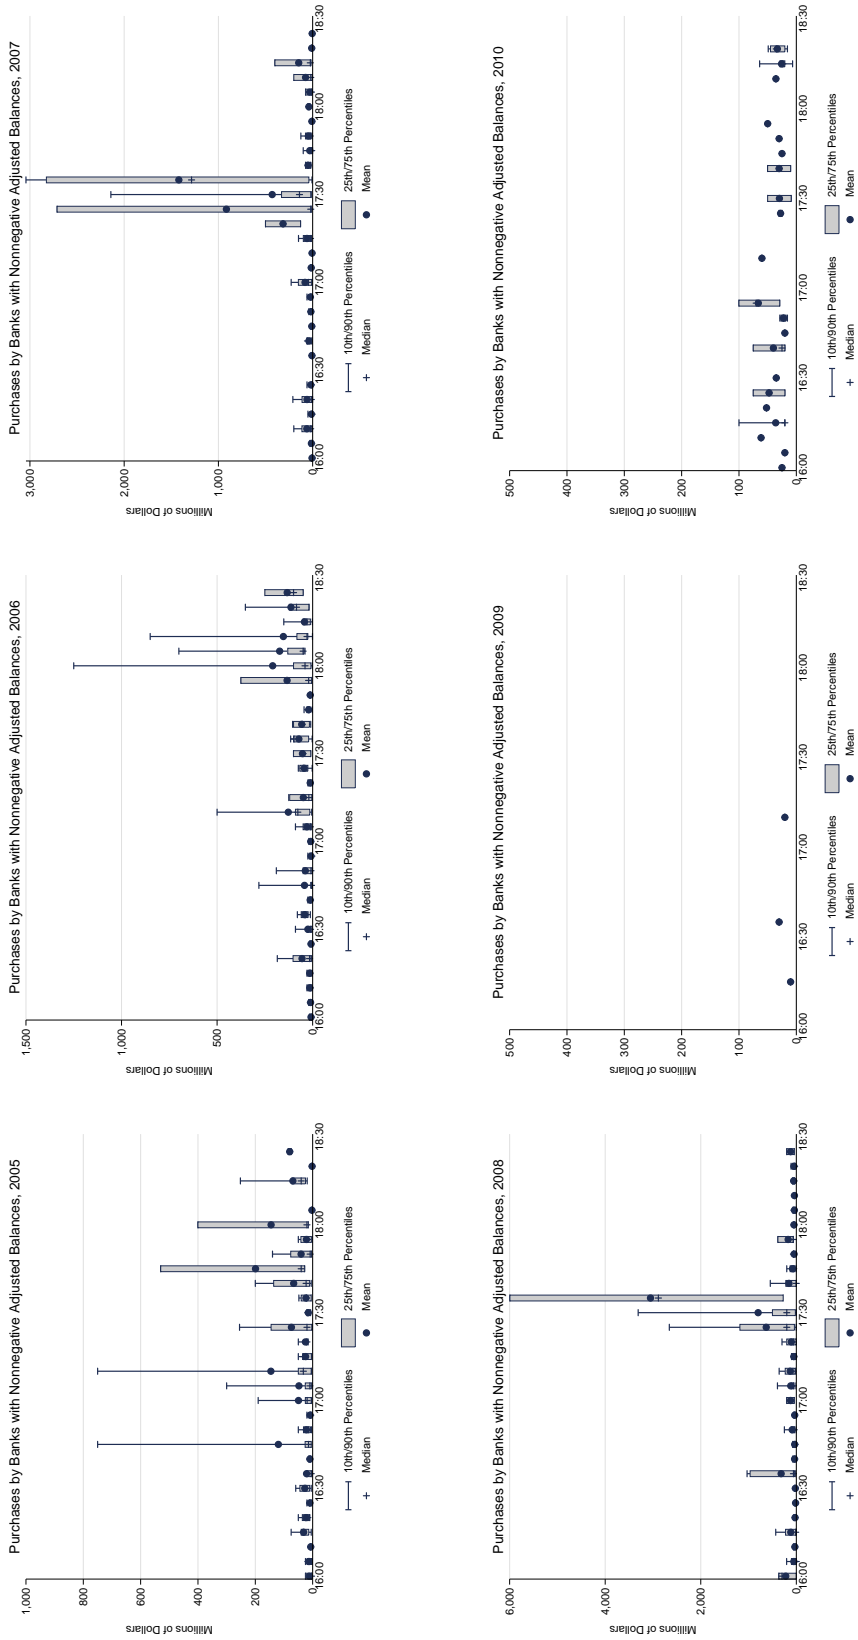 Purchases by Banks with Nonnegative Adjusted Balances, 2005
Millions of Dollars
1,000
800
600
400
200
0
16:00 16:30 17:00 17:30 18:00 18:30
10th/90th Percentiles 25th/75th Percentiles
Median Mean
Purchases by Banks with Nonnegative Adjusted Balances, 2006
Millions of Dollars
1,500
1,000
500
0
16:00 16:30 17:00 17:30 18:00 18:30
10th/90th Percentiles 25th/75th Percentiles
Median Mean
Purchases by Banks with Nonnegative Adjusted Balances, 2007
Millions of Dollars
3,000
2,000
1,000
0
16:00 16:30 17:00 17:30 18:00 18:30
10th/90th Percentiles 25th/75th Percentiles
Median Mean
Purchases by Banks with Nonnegative Adjusted Balances, 2008
Millions of Dollars
6,000
4,000
2,000
0
16:00 16:30 17:00 17:30 18:00 18:30
10th/90th Percentiles 25th/75th Percentiles
Median Mean
Purchases by Banks with Nonnegative Adjusted Balances, 2009
Millions of Dollars
500
400
300
200
100
0
16:00 16:30 17:00 17:30 18:00 18:30
10th/90th Percentiles 25th/75th Percentiles
Median Mean
Purchases by Banks with Nonnegative Adjusted Balances, 2010
Millions of Dollars
500
400
300
200
100
0
16:00 16:30 17:00 17:30 18:00 18:30
10th/90th Percentiles 25th/75th Percentiles
Median Mean